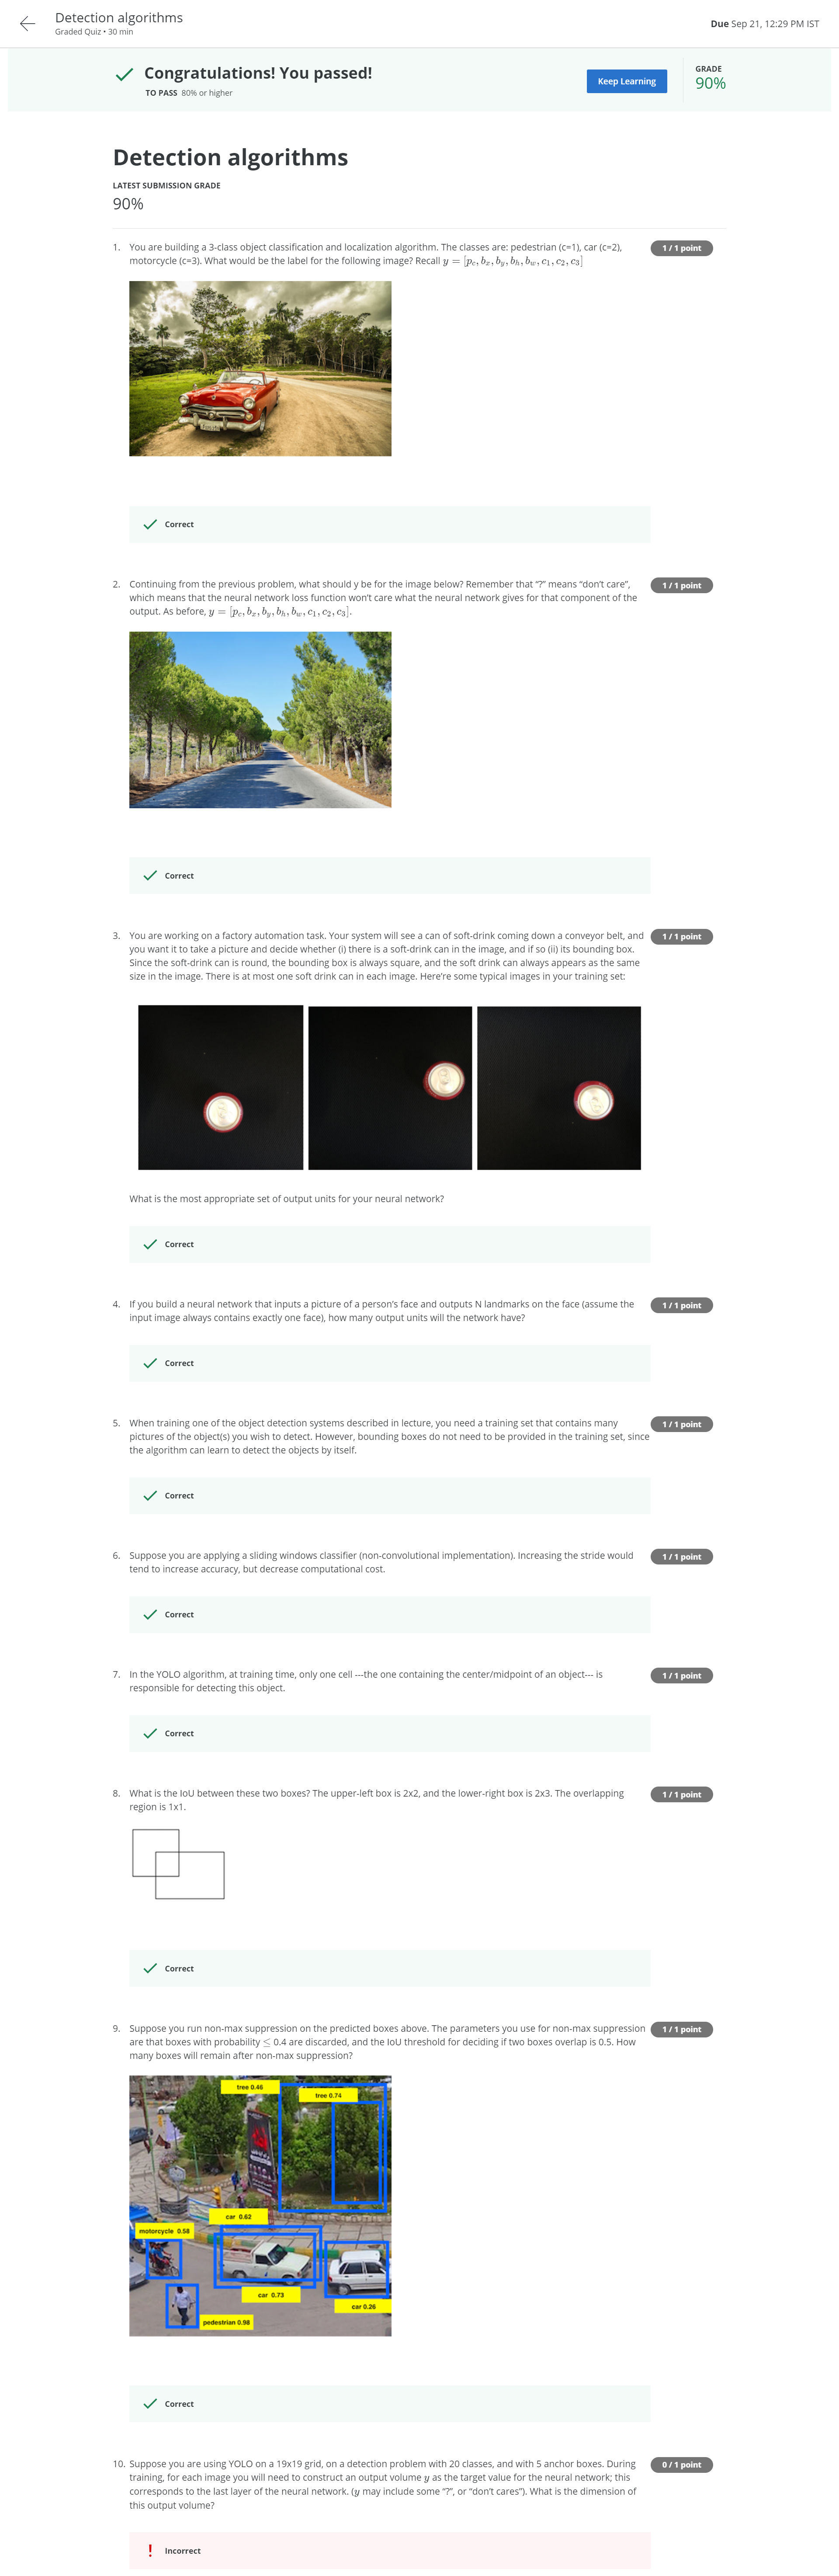 Detection algorithms
Graded Quiz • 30 min
Due Sep 21, 12:29 PM IST
Congratulations! You passed!
TO PASS 80% or higher
Keep Learning
GRADE
90%
Detection algorithms
LATEST SUBMISSION GRADE
90%
1. You are building a 3-class object classification and localization algorithm. The classes are: pedestrian (c=1), car (c=2),
motorcycle (c=3). What would be the label for the following image? Recall y = [p_c, b_x, b_y, b_h, b_w, c_1, c_2, c_3]
1 / 1 point
Correct
2. Continuing from the previous problem, what should y be for the image below? Remember that “?” means “don’t care”,
which means that the neural network loss function won’t care what the neural network gives for that component of the
output. As before, y = [p_c, b_x, b_y, b_h, b_w, c_1, c_2, c_3].
1 / 1 point
Correct
3. You are working on a factory automation task. Your system will see a can of soft-drink coming down a conveyor belt, and
you want it to take a picture and decide whether (i) there is a soft-drink can in the image, and if so (ii) its bounding box.
Since the soft-drink can is round, the bounding box is always square, and the soft drink can always appears as the same
size in the image. There is at most one soft drink can in each image. Here’re some typical images in your training set:
1 / 1 point
What is the most appropriate set of output units for your neural network?
Correct
4. If you build a neural network that inputs a picture of a person’s face and outputs N landmarks on the face (assume the
input image always contains exactly one face), how many output units will the network have?
1 / 1 point
Correct
5. When training one of the object detection systems described in lecture, you need a training set that contains many
pictures of the object(s) you wish to detect. However, bounding boxes do not need to be provided in the training set, since
the algorithm can learn to detect the objects by itself.
1 / 1 point
Correct
6. Suppose you are applying a sliding windows classifier (non-convolutional implementation). Increasing the stride would
tend to increase accuracy, but decrease computational cost.
1 / 1 point
Correct
7. In the YOLO algorithm, at training time, only one cell ---the one containing the center/midpoint of an object--- is
responsible for detecting this object.
1 / 1 point
Correct
8. What is the IoU between these two boxes? The upper-left box is 2x2, and the lower-right box is 2x3. The overlapping
region is 1x1.
1 / 1 point
Correct
9. Suppose you run non-max suppression on the predicted boxes above. The parameters you use for non-max suppression
are that boxes with probability ≤ 0.4 are discarded, and the IoU threshold for deciding if two boxes overlap is 0.5. How
many boxes will remain after non-max suppression?
1 / 1 point
tree 0.46
tree 0.74
car 0.62
motorcycle 0.58
car 0.73
car 0.26
pedestrian 0.98
Correct
10. Suppose you are using YOLO on a 19x19 grid, on a detection problem with 20 classes, and with 5 anchor boxes. During
training, for each image you will need to construct an output volume y as the target value for the neural network; this
corresponds to the last layer of the neural network. (y may include some “?”, or “don’t cares”). What is the dimension of
this output volume?
0 / 1 point
Incorrect